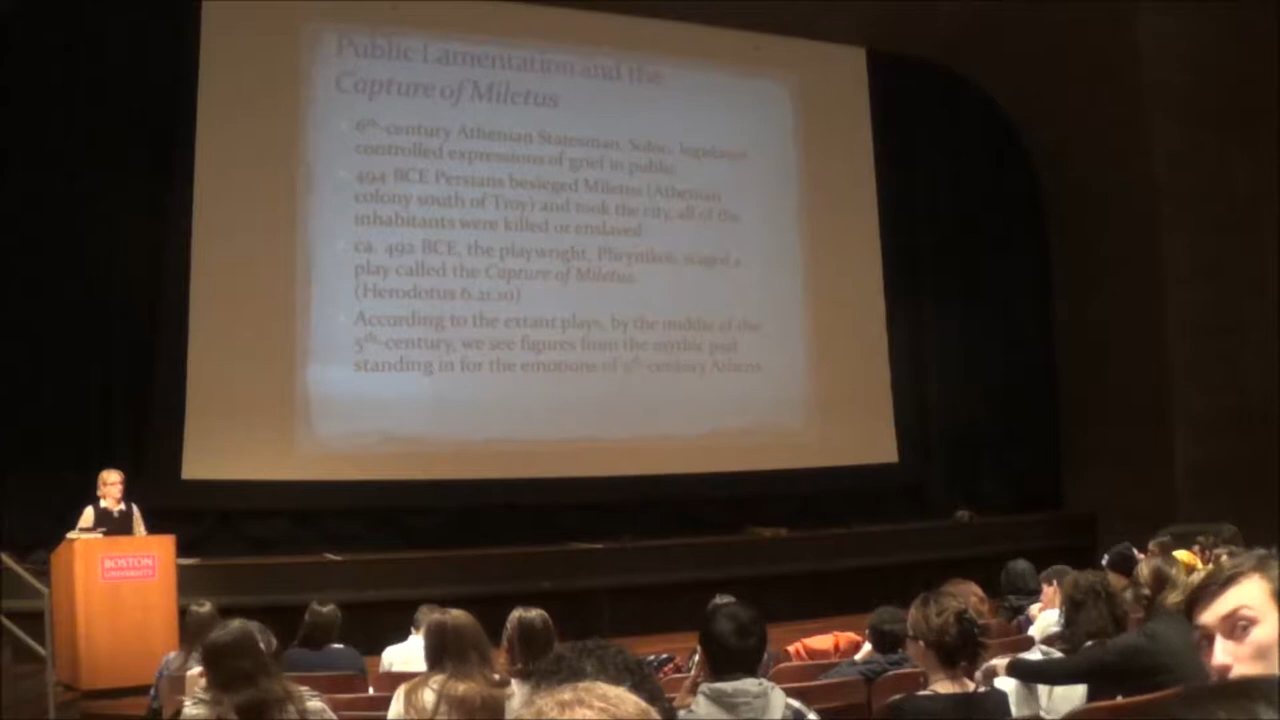 Public Lamentation and the
Capture of Miletus
6th-century Athenian Statesman, Solon, legislated
controlled expressions of grief in public.
494 BCE Persians besieged Miletus (Athenian
colony south of Troy) and took the city, all of the
inhabitants were killed or enslaved
ca. 492 BCE, the playwright, Phrynikos, staged a
play called the Capture of Miletus
(Herodotus 6.21.10)
According to the extant plays, by the middle of the
5th-century, we see figures from the mythic past
standing in for the emotions of 5th-century Athens
BOSTON
UNIVERSITY